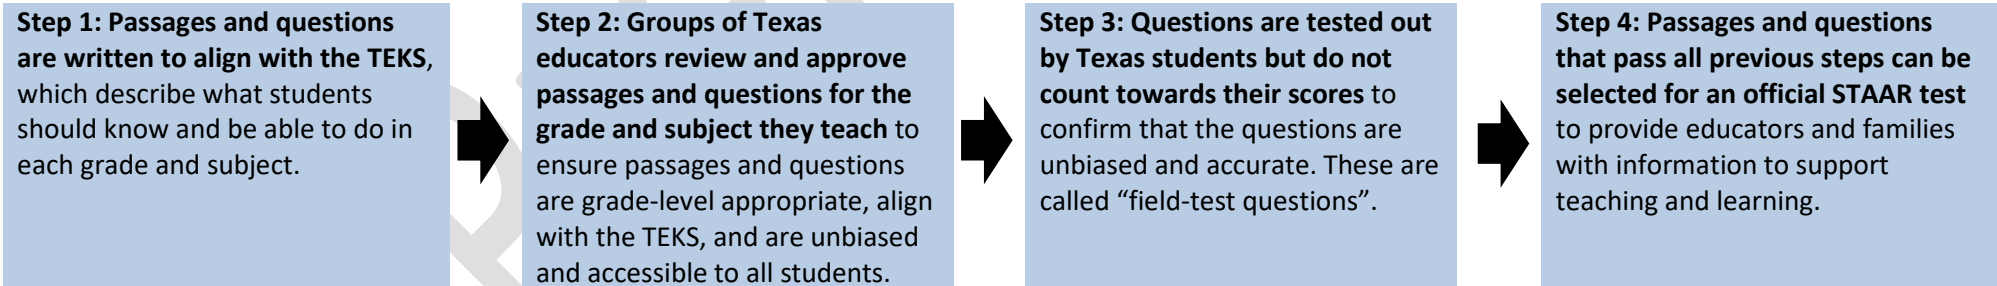 Step 1: Passages and questions
are written to align with the TEKS,
which describe what students
should know and be able to do in
each grade and subject.
Step 2: Groups of Texas
educators review and approve
passages and questions for the
grade and subject they teach to
ensure passages and questions
are grade-level appropriate, align
with the TEKS, and are unbiased
and accessible to all students.
Step 3: Questions are tested out
by Texas students but do not
count towards their scores to
confirm that the questions are
unbiased and accurate. These are
called “field-test questions”.
Step 4: Passages and questions
that pass all previous steps can be
selected for an official STAAR test
to provide educators and families
with information to support
teaching and learning.